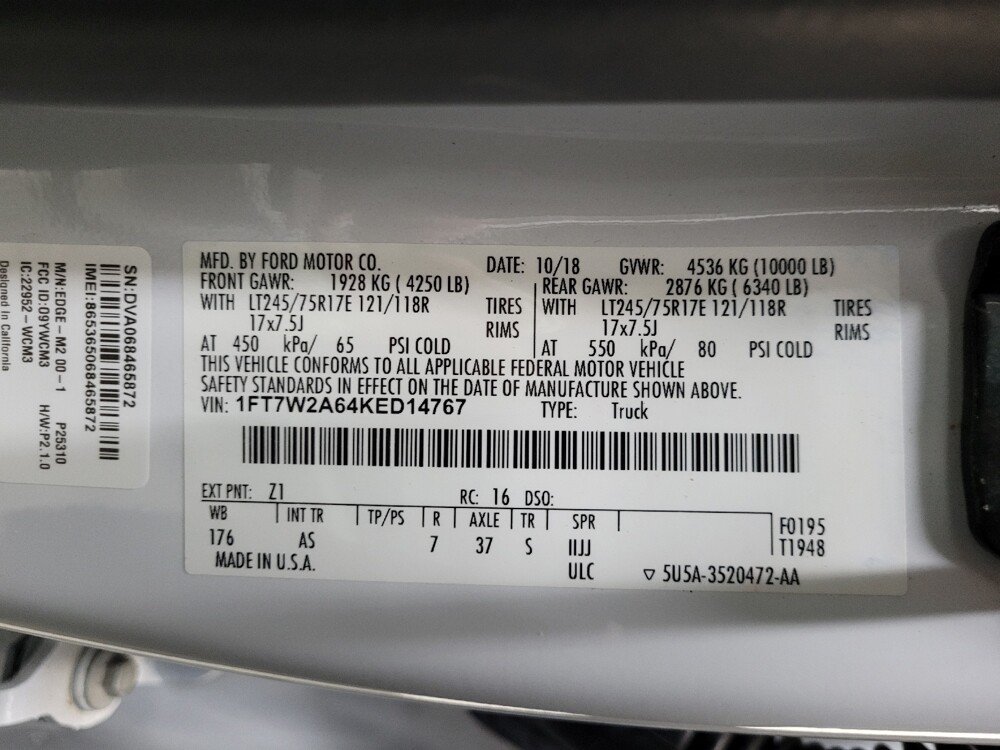 SN:DVA068465872
IMEI:865365068465872
M/N:EDGE-M2 00-1 P25310
FCC ID:O9YWCM3 H/W:P2.1.0
IC:22952-WCM3
Designed in California
MFD. BY FORD MOTOR CO. DATE: 10/18 GVWR: 4536 KG (10000 LB)
FRONT GAWR: 1928 KG ( 4250 LB) REAR GAWR: 2876 KG ( 6340 LB)
WITH LT245/75R17E 121/118R TIRES WITH LT245/75R17E 121/118R TIRES
17x7.5J RIMS 17x7.5J RIMS
AT 450 kPa/ 65 PSI COLD AT 550 kPa/ 80 PSI COLD
THIS VEHICLE CONFORMS TO ALL APPLICABLE FEDERAL MOTOR VEHICLE
SAFETY STANDARDS IN EFFECT ON THE DATE OF MANUFACTURE SHOWN ABOVE.
VIN: 1FT7W2A64KED14767 TYPE: Truck
EXT PNT: Z1 RC: 16 DSO:
WB INT TR TP/PS R AXLE TR SPR F0195
176 AS 7 37 S IIJJ T1948
MADE IN U.S.A. ULC ▽ 5U5A-3520472-AA